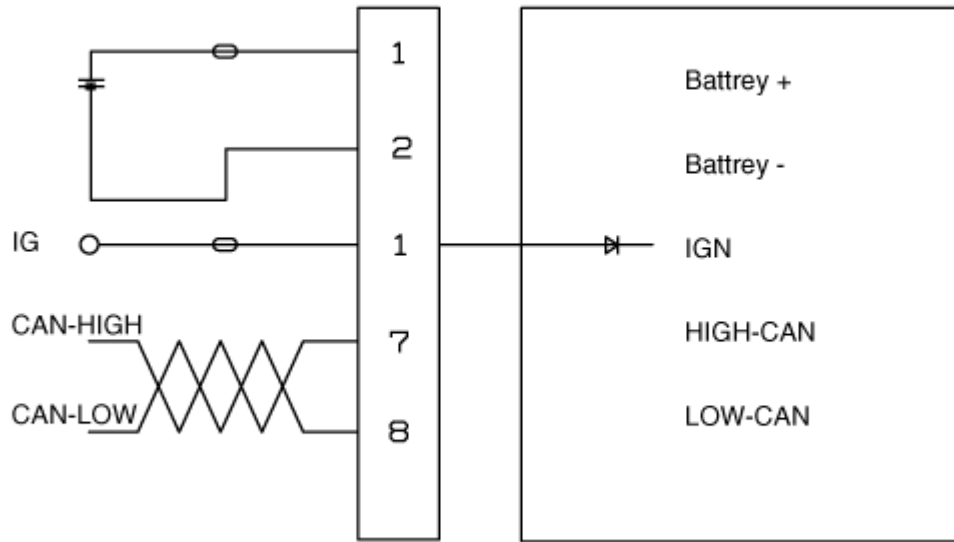 1
Battrey +
2
Battrey -
IG
1
IGN
CAN-HIGH
7
HIGH-CAN
CAN-LOW
8
LOW-CAN